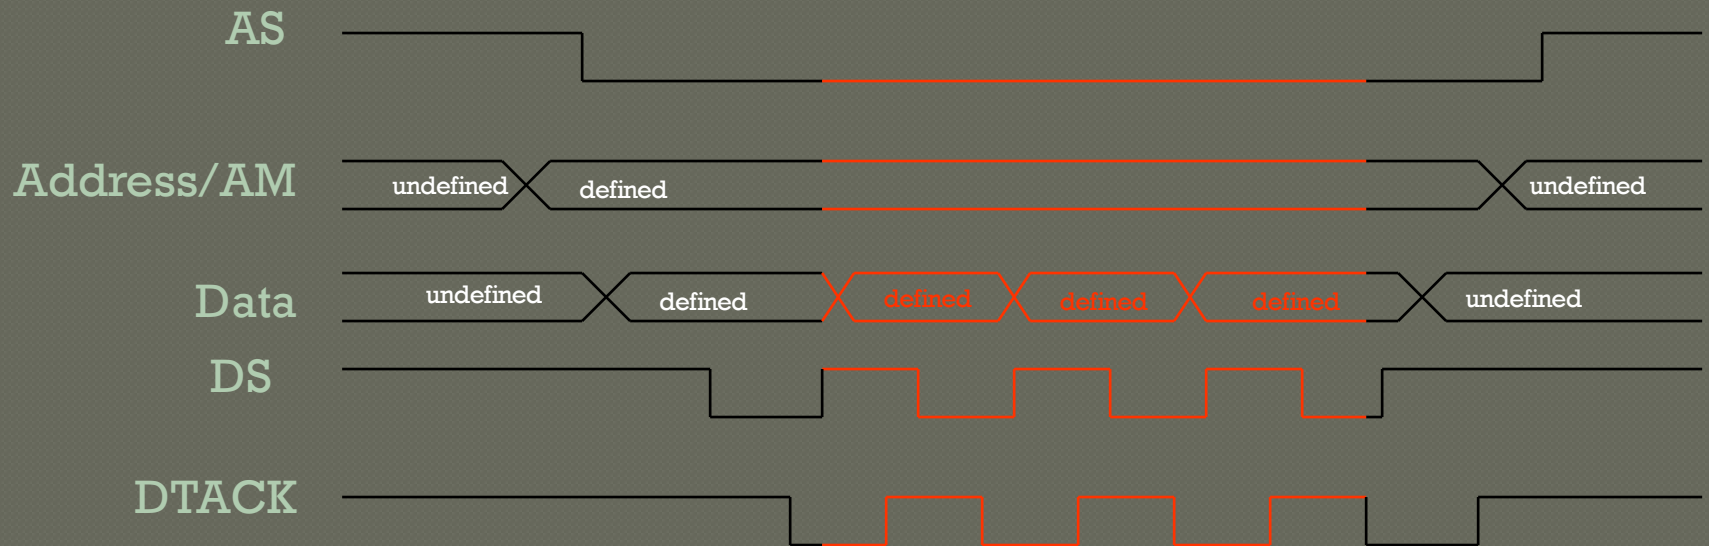 AS
Address/AM
undefined
defined
undefined
Data
undefined
defined
defined
defined
defined
undefined
DS
DTACK